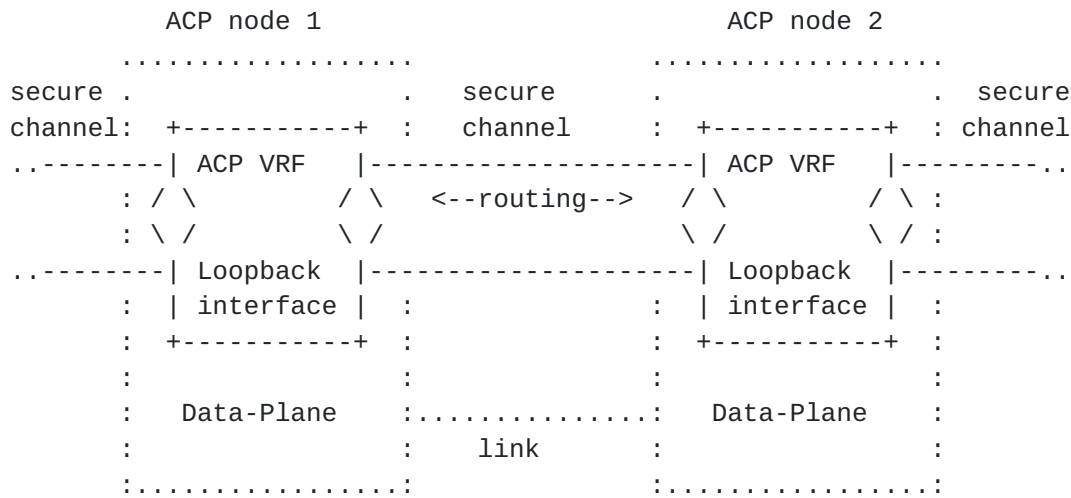 ACP node 1                          ACP node 2
     ...................                ...................
secure .                  .   secure       .                  .  secure
channel:  +-----------+  :   channel      :  +-----------+  : channel
..--------| ACP VRF   |---------------------| ACP VRF   |---------..
       : / \         / \   <--routing-->   / \         / \ :
       : \ /         \ /                   \ /         \ / :
..--------| Loopback  |---------------------| Loopback  |---------..
       :  | interface |  :               :  | interface |  :
       :  +-----------+  :               :  +-----------+  :
       :                 :               :                 :
       :   Data-Plane    :...............:   Data-Plane    :
       :                 :    link       :                 :
       :.................:               :.................: